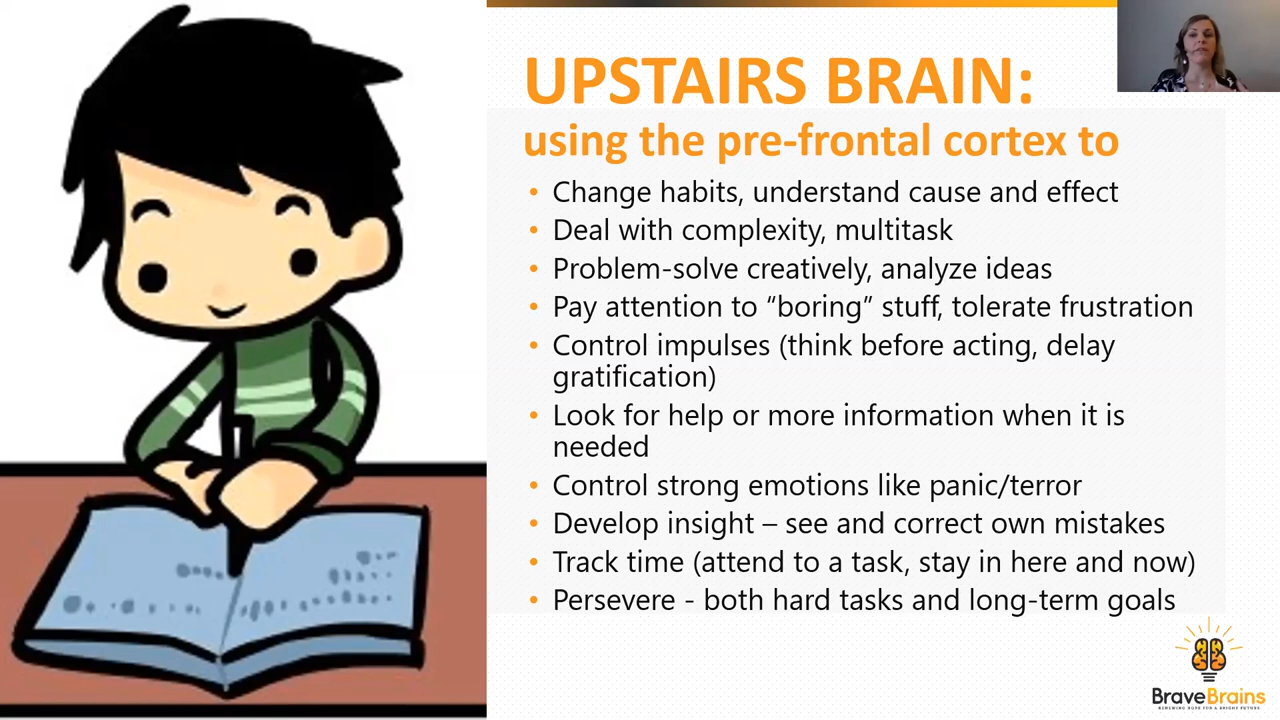 UPSTAIRS BRAIN:
using the pre-frontal cortex to
• Change habits, understand cause and effect
• Deal with complexity, multitask
• Problem-solve creatively, analyze ideas
• Pay attention to “boring” stuff, tolerate frustration
• Control impulses (think before acting, delay
gratification)
• Look for help or more information when it is
needed
• Control strong emotions like panic/terror
• Develop insight – see and correct own mistakes
• Track time (attend to a task, stay in here and now)
• Persevere - both hard tasks and long-term goals
BraveBrains